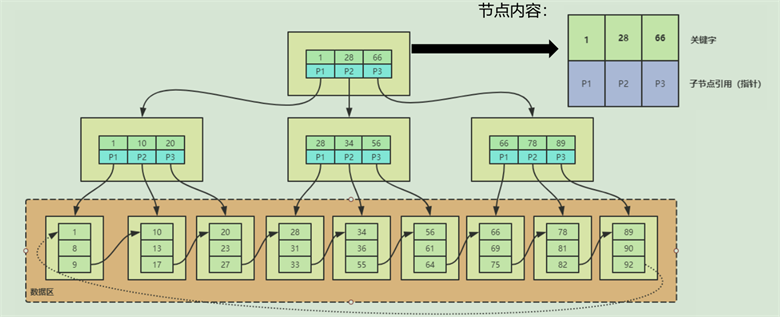 节点内容：
1 28 66
P1 P2 P3
1 28 66
关键字
P1 P2 P3
子节点引用（指针）
1 10 20
P1 P2 P3
28 34 56
P1 P2 P3
66 78 89
P1 P2 P3
1 10 20 28 34 56 66 78 89
8 13 23 31 36 61 69 81 90
9 17 27 33 55 64 75 82 92
数据区